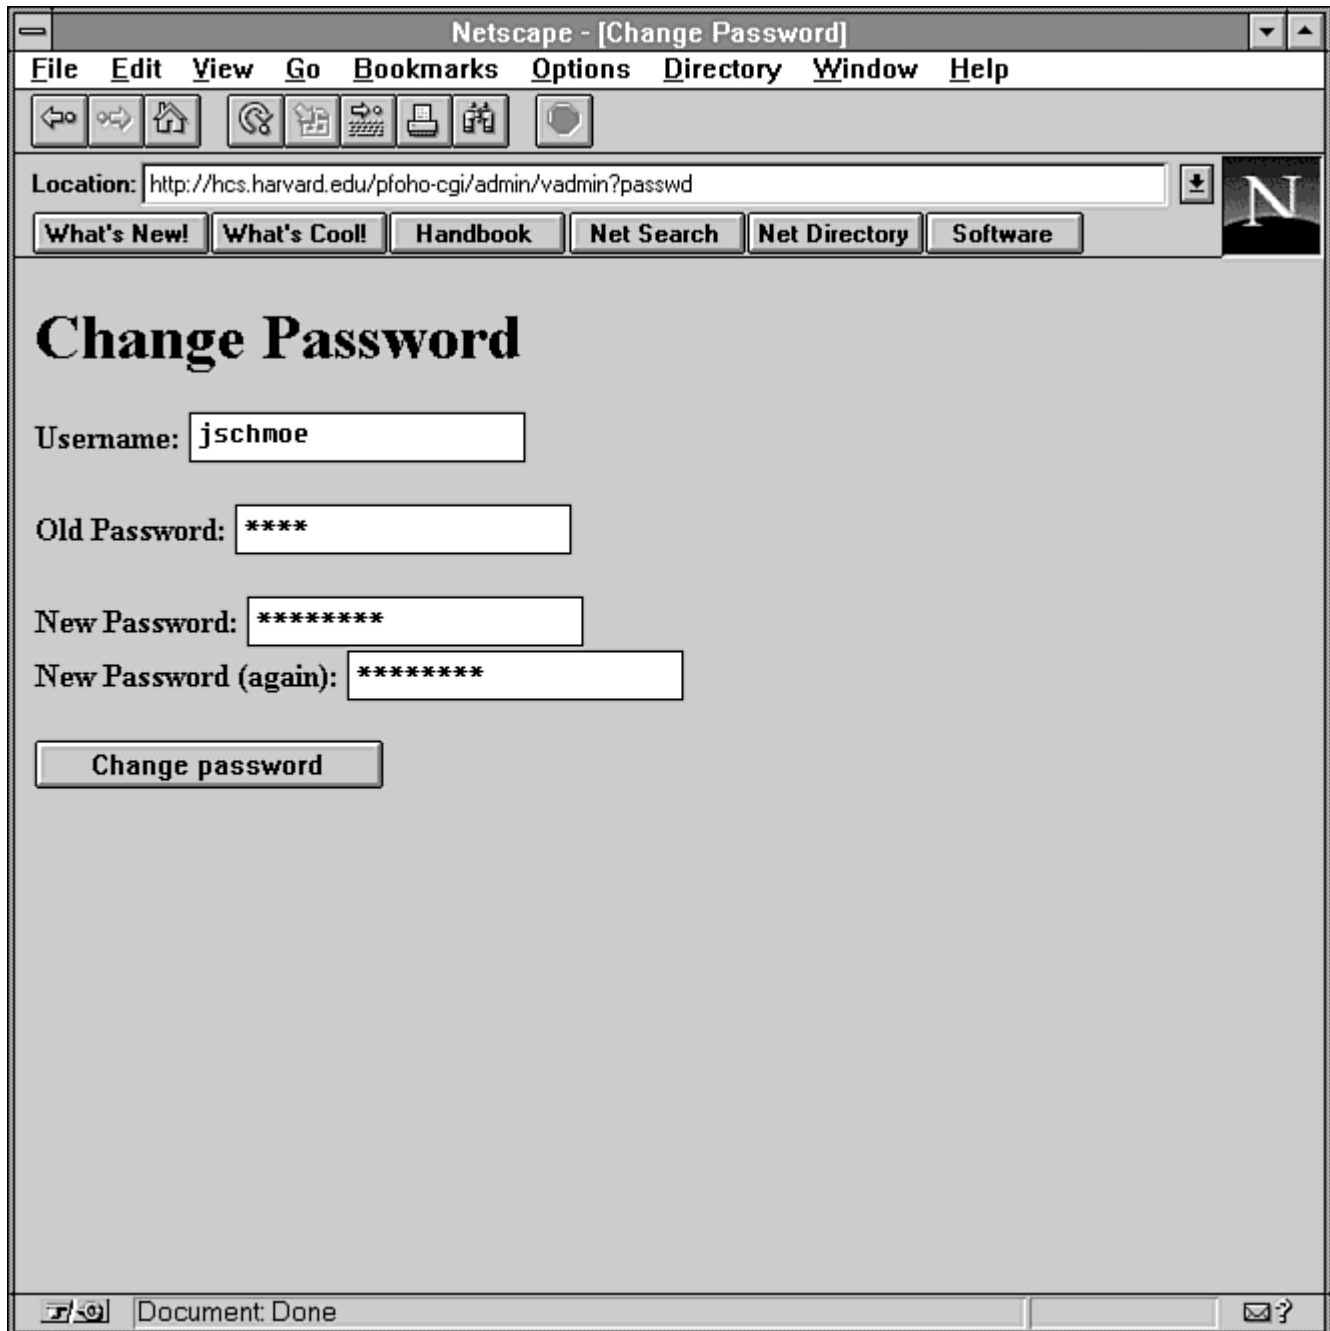 Netscape - [Change Password]
File Edit View Go Bookmarks Options Directory Window Help
Location: http://hcs.harvard.edu/pfoho-cgi/admin/vadmin?passwd
N
What's New! What's Cool! Handbook Net Search Net Directory Software
Change Password
Username: jschmoe
Old Password: ****
New Password: ********
New Password (again): ********
Change password
Document: Done
?